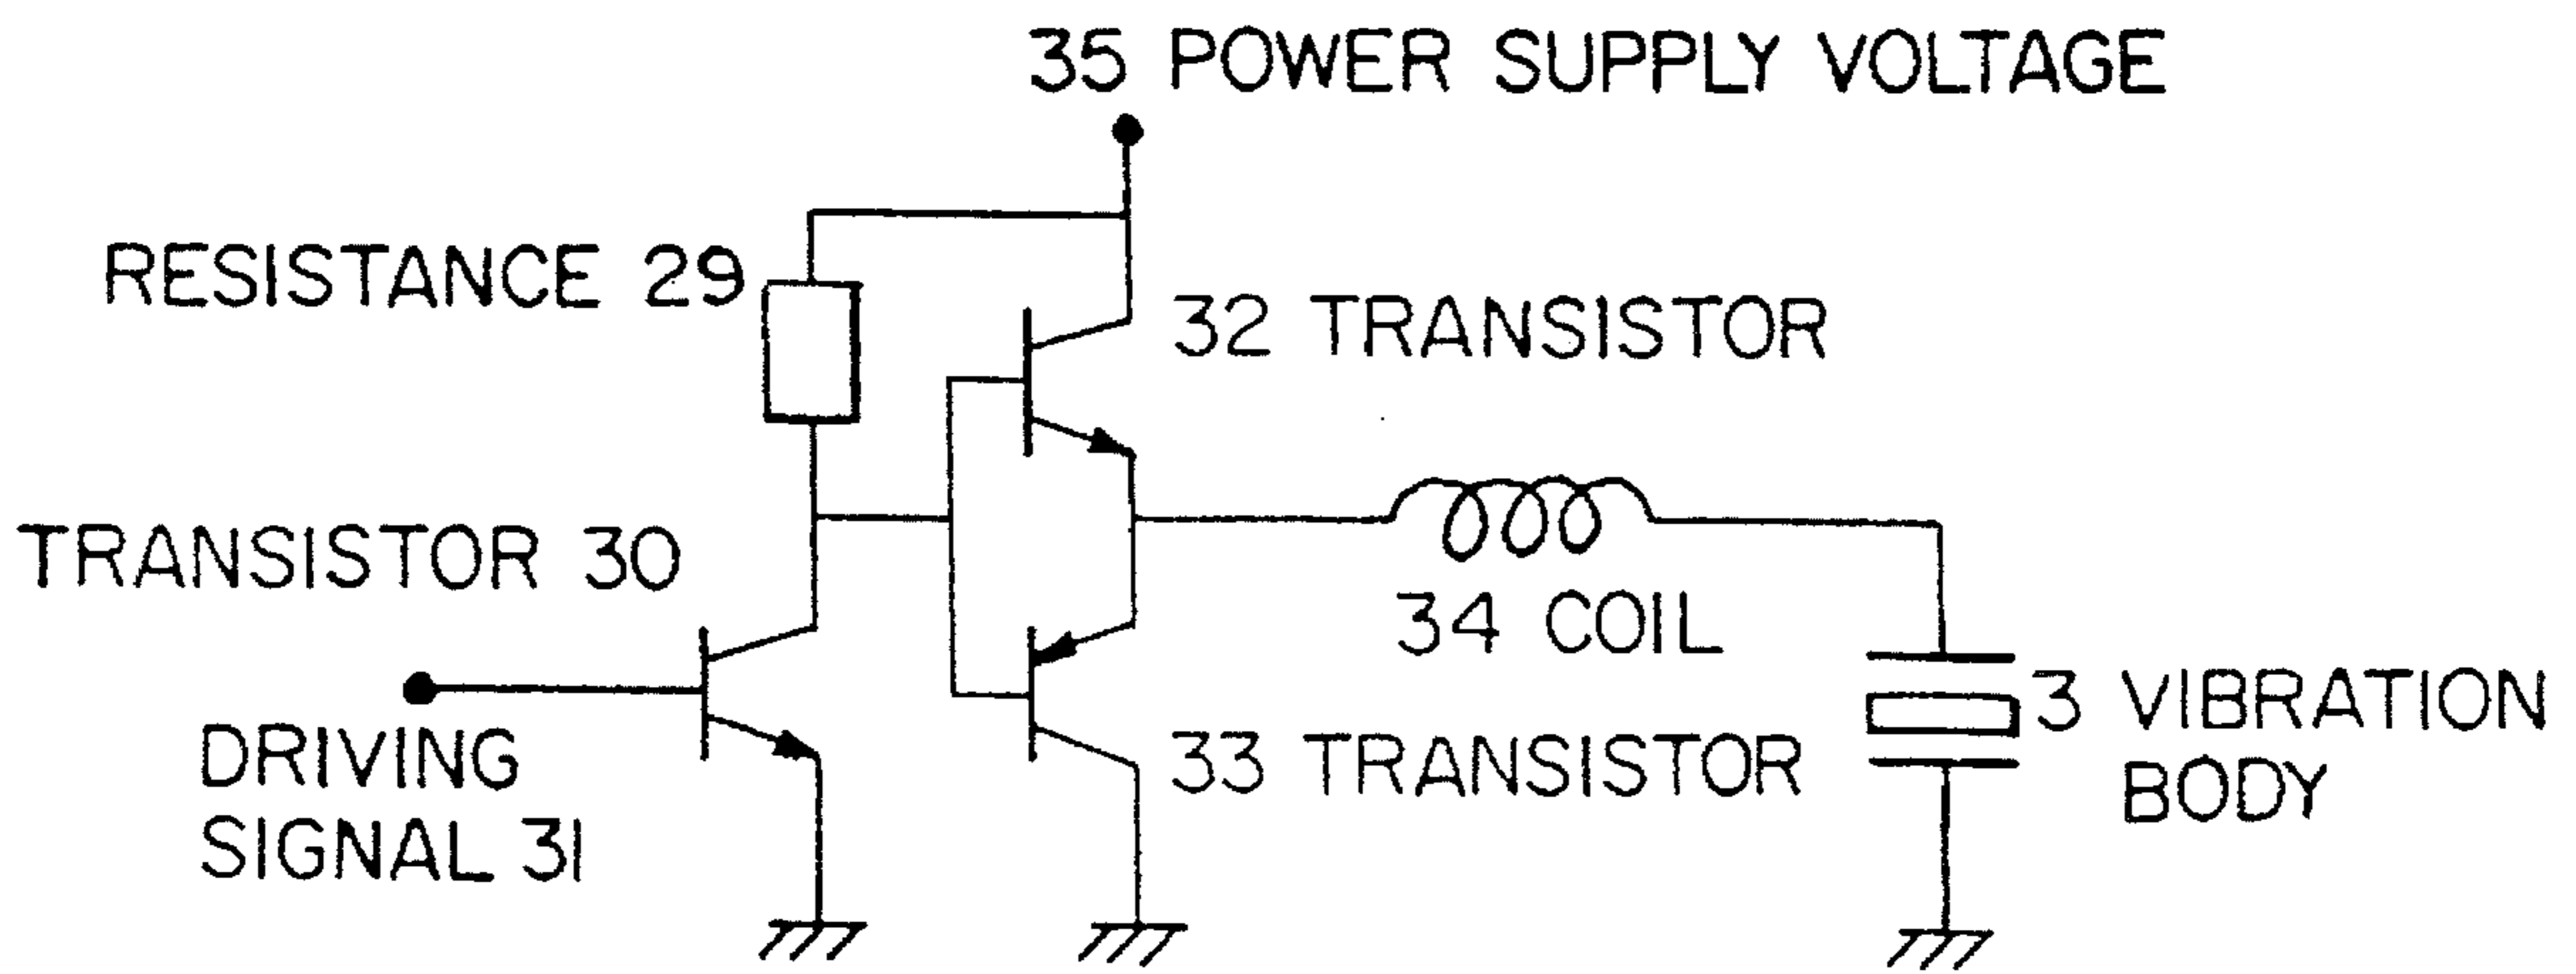 35 POWER SUPPLY VOLTAGE
RESISTANCE 29
32 TRANSISTOR
TRANSISTOR 30
34 COIL
DRIVING
SIGNAL 31
33 TRANSISTOR
3 VIBRATION
BODY